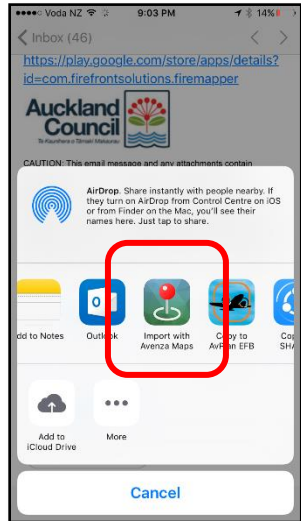 Voda NZ 9:03 PM 14%
Inbox (46)
https://play.google.com/store/apps/details?
id=com.firefrontsolutions.firemapper
Auckland
Council
Te Kaunihera o Tāmaki Makaurau
CAUTION: This email message and any attachments contain
AirDrop. Share instantly with people nearby. If
they turn on AirDrop from Control Centre on iOS
or from Finder on the Mac, you'll see their
names here. Just tap to share.
dd to Notes
Outlook
Import with
Avenza Maps
Copy to
AvPlan EFB
Cop
SHA
Add to
iCloud Drive
More
Cancel